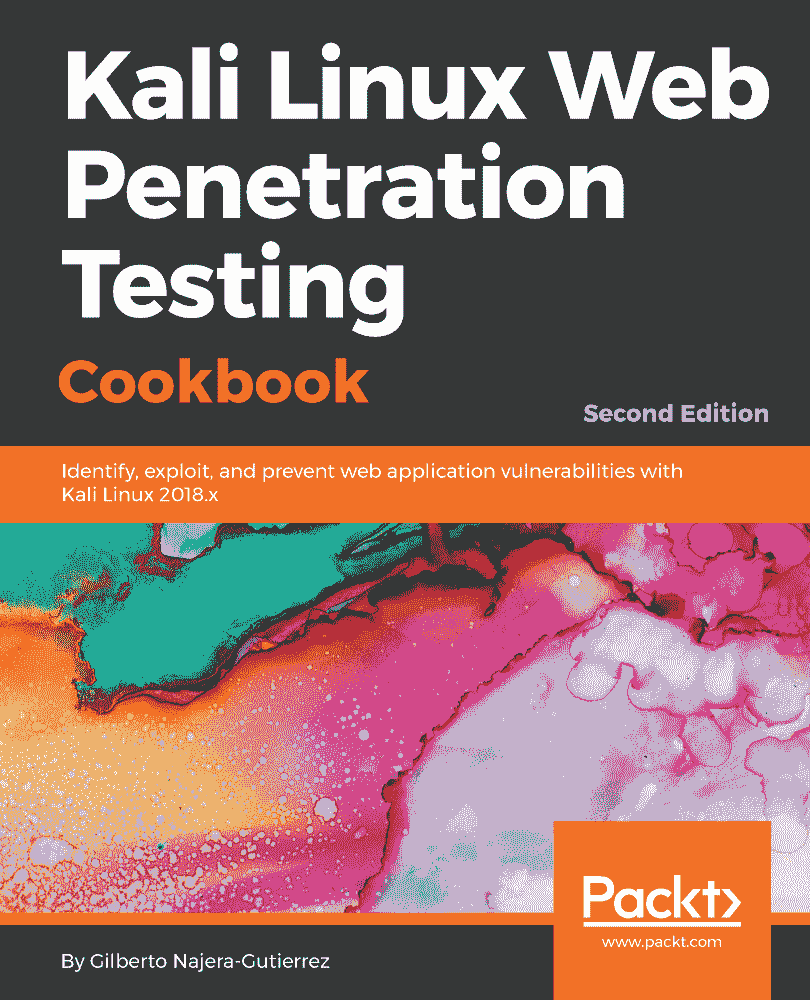 Kali Linux Web
Penetration
Testing
Cookbook
Second Edition
Identify, exploit, and prevent web application vulnerabilities with
Kali Linux 2018.x
Packt>
www.packt.com
By Gilberto Najera-Gutierrez